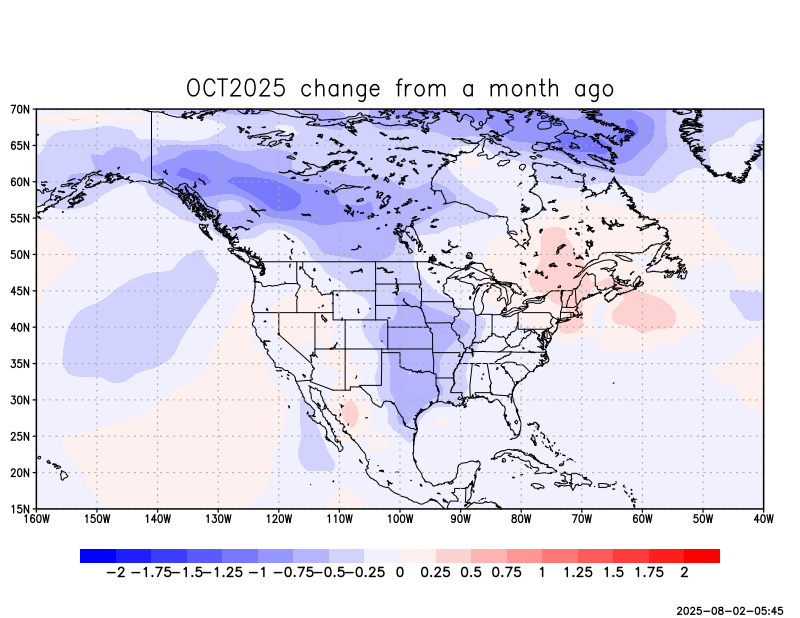 OCT2025 change from a month ago
70N
65N
60N
55N
50N
45N
40N
35N
30N
25N
20N
15N
160W 150W 140W 130W 120W 110W 100W 90W 80W 70W 60W 50W 40W
-2 -1.75 -1.5 -1.25 -1 -0.75 -0.5 -0.25 0 0.25 0.5 0.75 1 1.25 1.5 1.75 2
2025-08-02-05:45